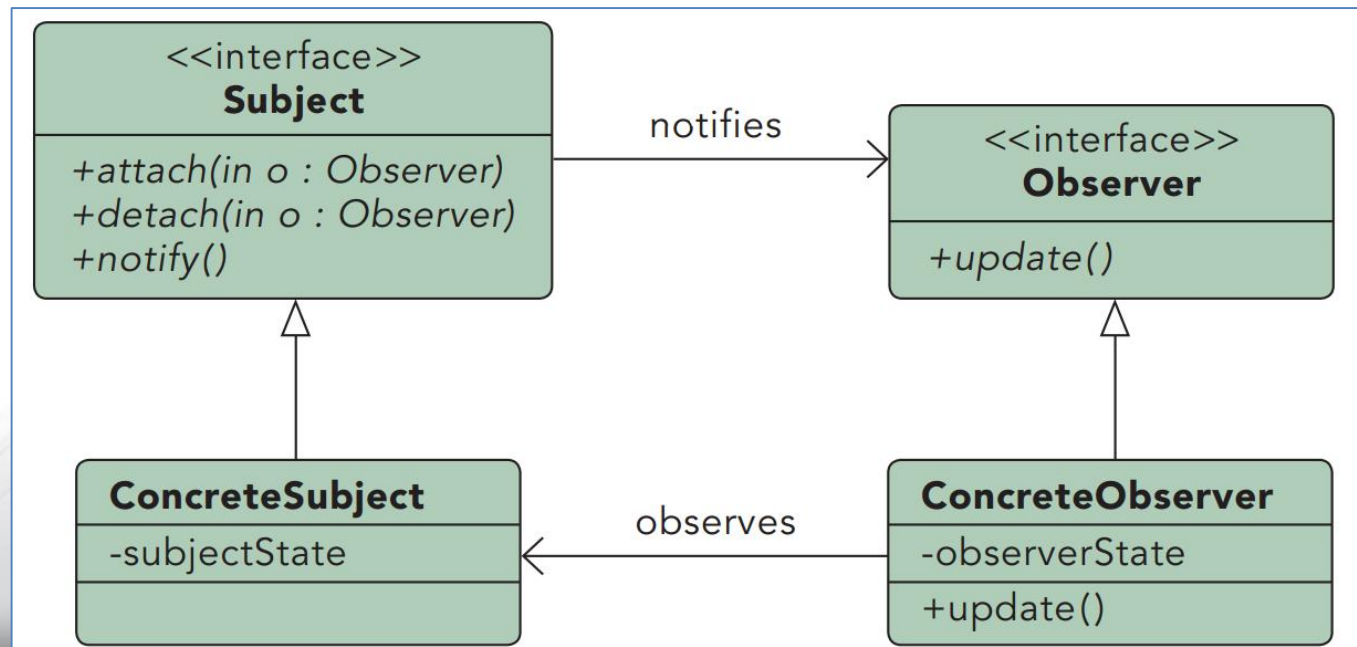 <<interface>>
Subject
+attach(in o : Observer)
+detach(in o : Observer)
+notify()
notifies
<<interface>>
Observer
+update()
ConcreteSubject
-subjectState
observes
ConcreteObserver
-observerState
+update()